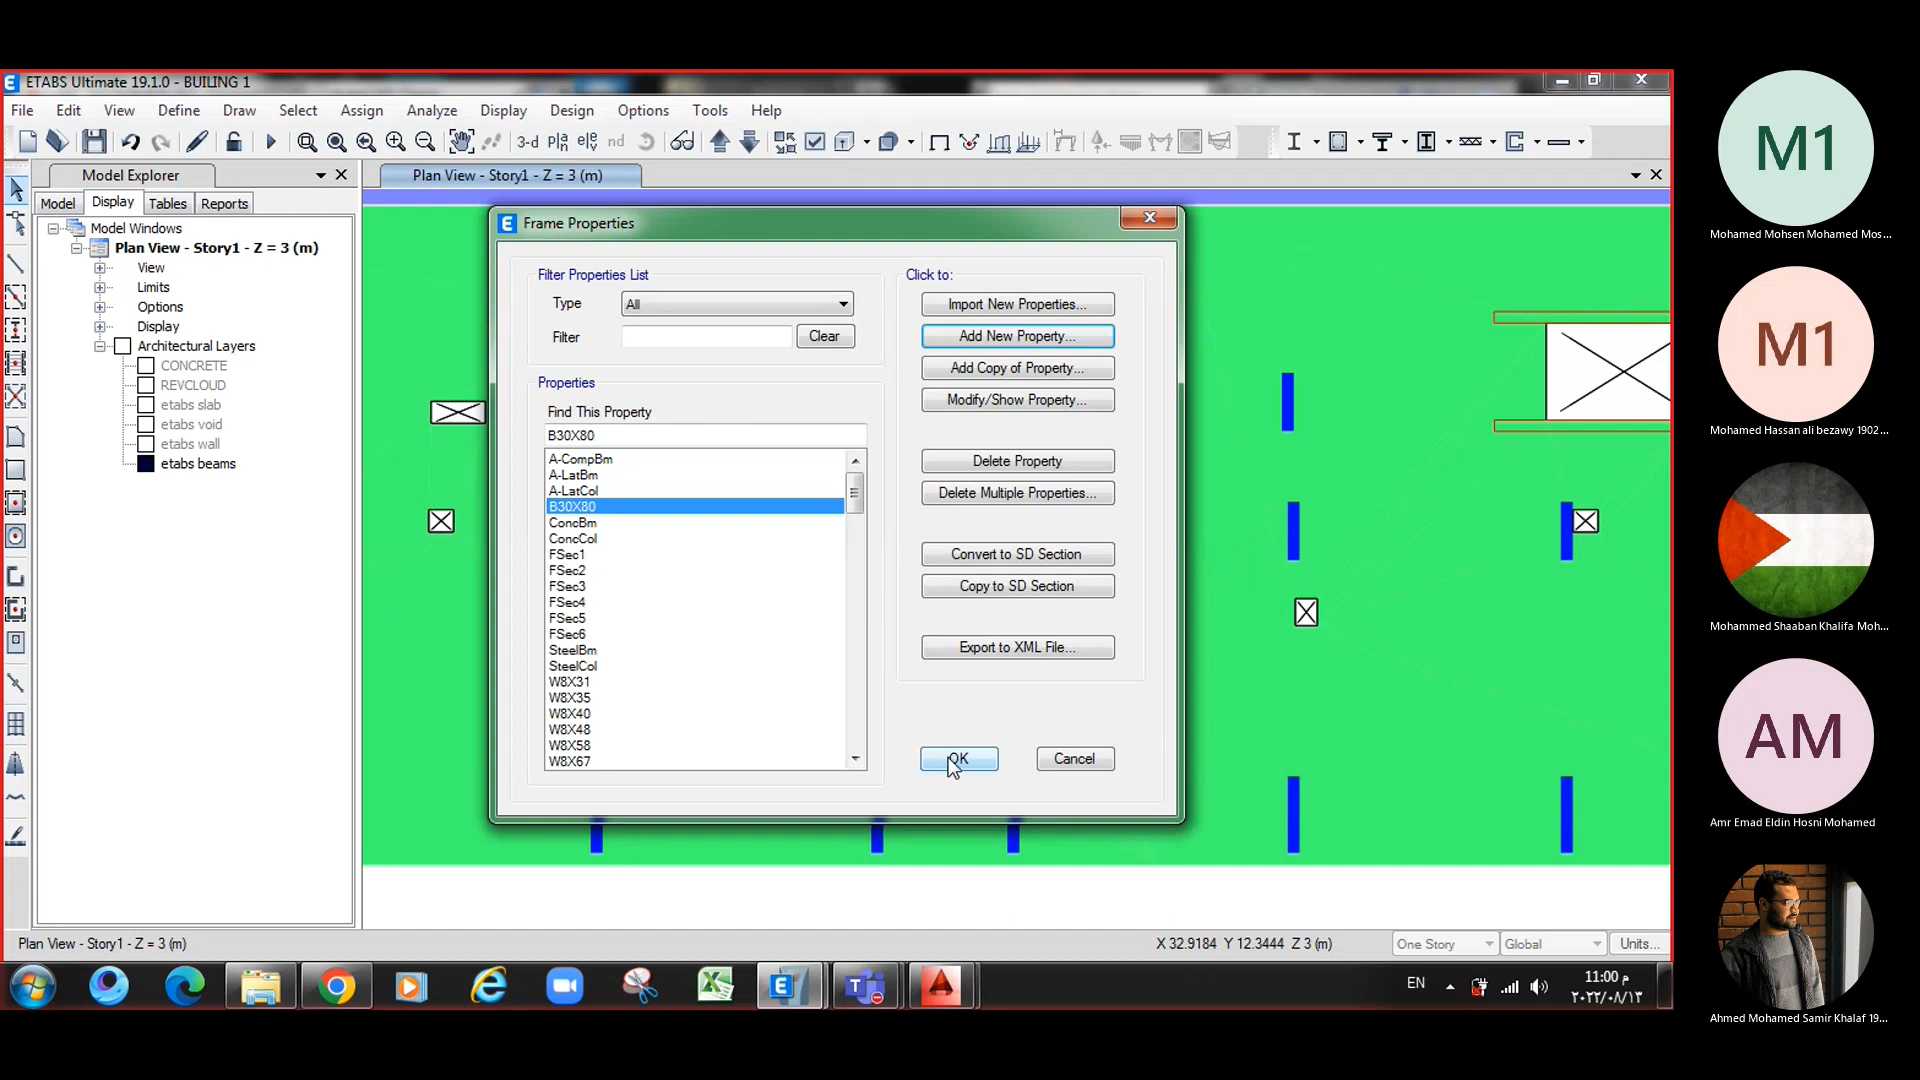 ETABS Ultimate 19.1.0 - BUILING 1
File Edit View Define Draw Select Assign Analyze Display Design Options Tools Help
3-d
nd
Model Explorer
Plan View - Story1 - Z = 3 (m)
Model Display Tables Reports
Model Windows
Plan View - Story1 - Z = 3 (m)
View
Limits
Options
Display
Architectural Layers
CONCRETE
REVCLOUD
etabs slab
etabs void
etabs wall
etabs beams
Frame Properties
Filter Properties List
Type
All
Filter
Clear
Properties
Find This Property
B30X80
A-CompBm
A-LatBm
A-LatCol
B30X80
ConcBm
ConcCol
FSec1
FSec2
FSec3
FSec4
FSec5
FSec6
SteelBm
SteelCol
W8X31
W8X35
W8X40
W8X48
W8X58
W8X67
Click to:
Import New Properties...
Add New Property...
Add Copy of Property...
Modify/Show Property...
Delete Property
Delete Multiple Properties...
Convert to SD Section
Copy to SD Section
Export to XML File...
OK
Cancel
Plan View - Story1 - Z = 3 (m)
X 32.9184 Y 12.3444 Z 3 (m)
One Story
Global
Units...
EN
11:00 م
٢٠٢٢/٠٨/١٣
M1
Mohamed Mohsen Mohamed Mos...
M1
Mohamed Hassan ali bezawy 1902...
Mohammed Shaaban Khalifa Moh...
AM
Amr Emad Eldin Hosni Mohamed
Ahmed Mohamed Samir Khalaf 19...